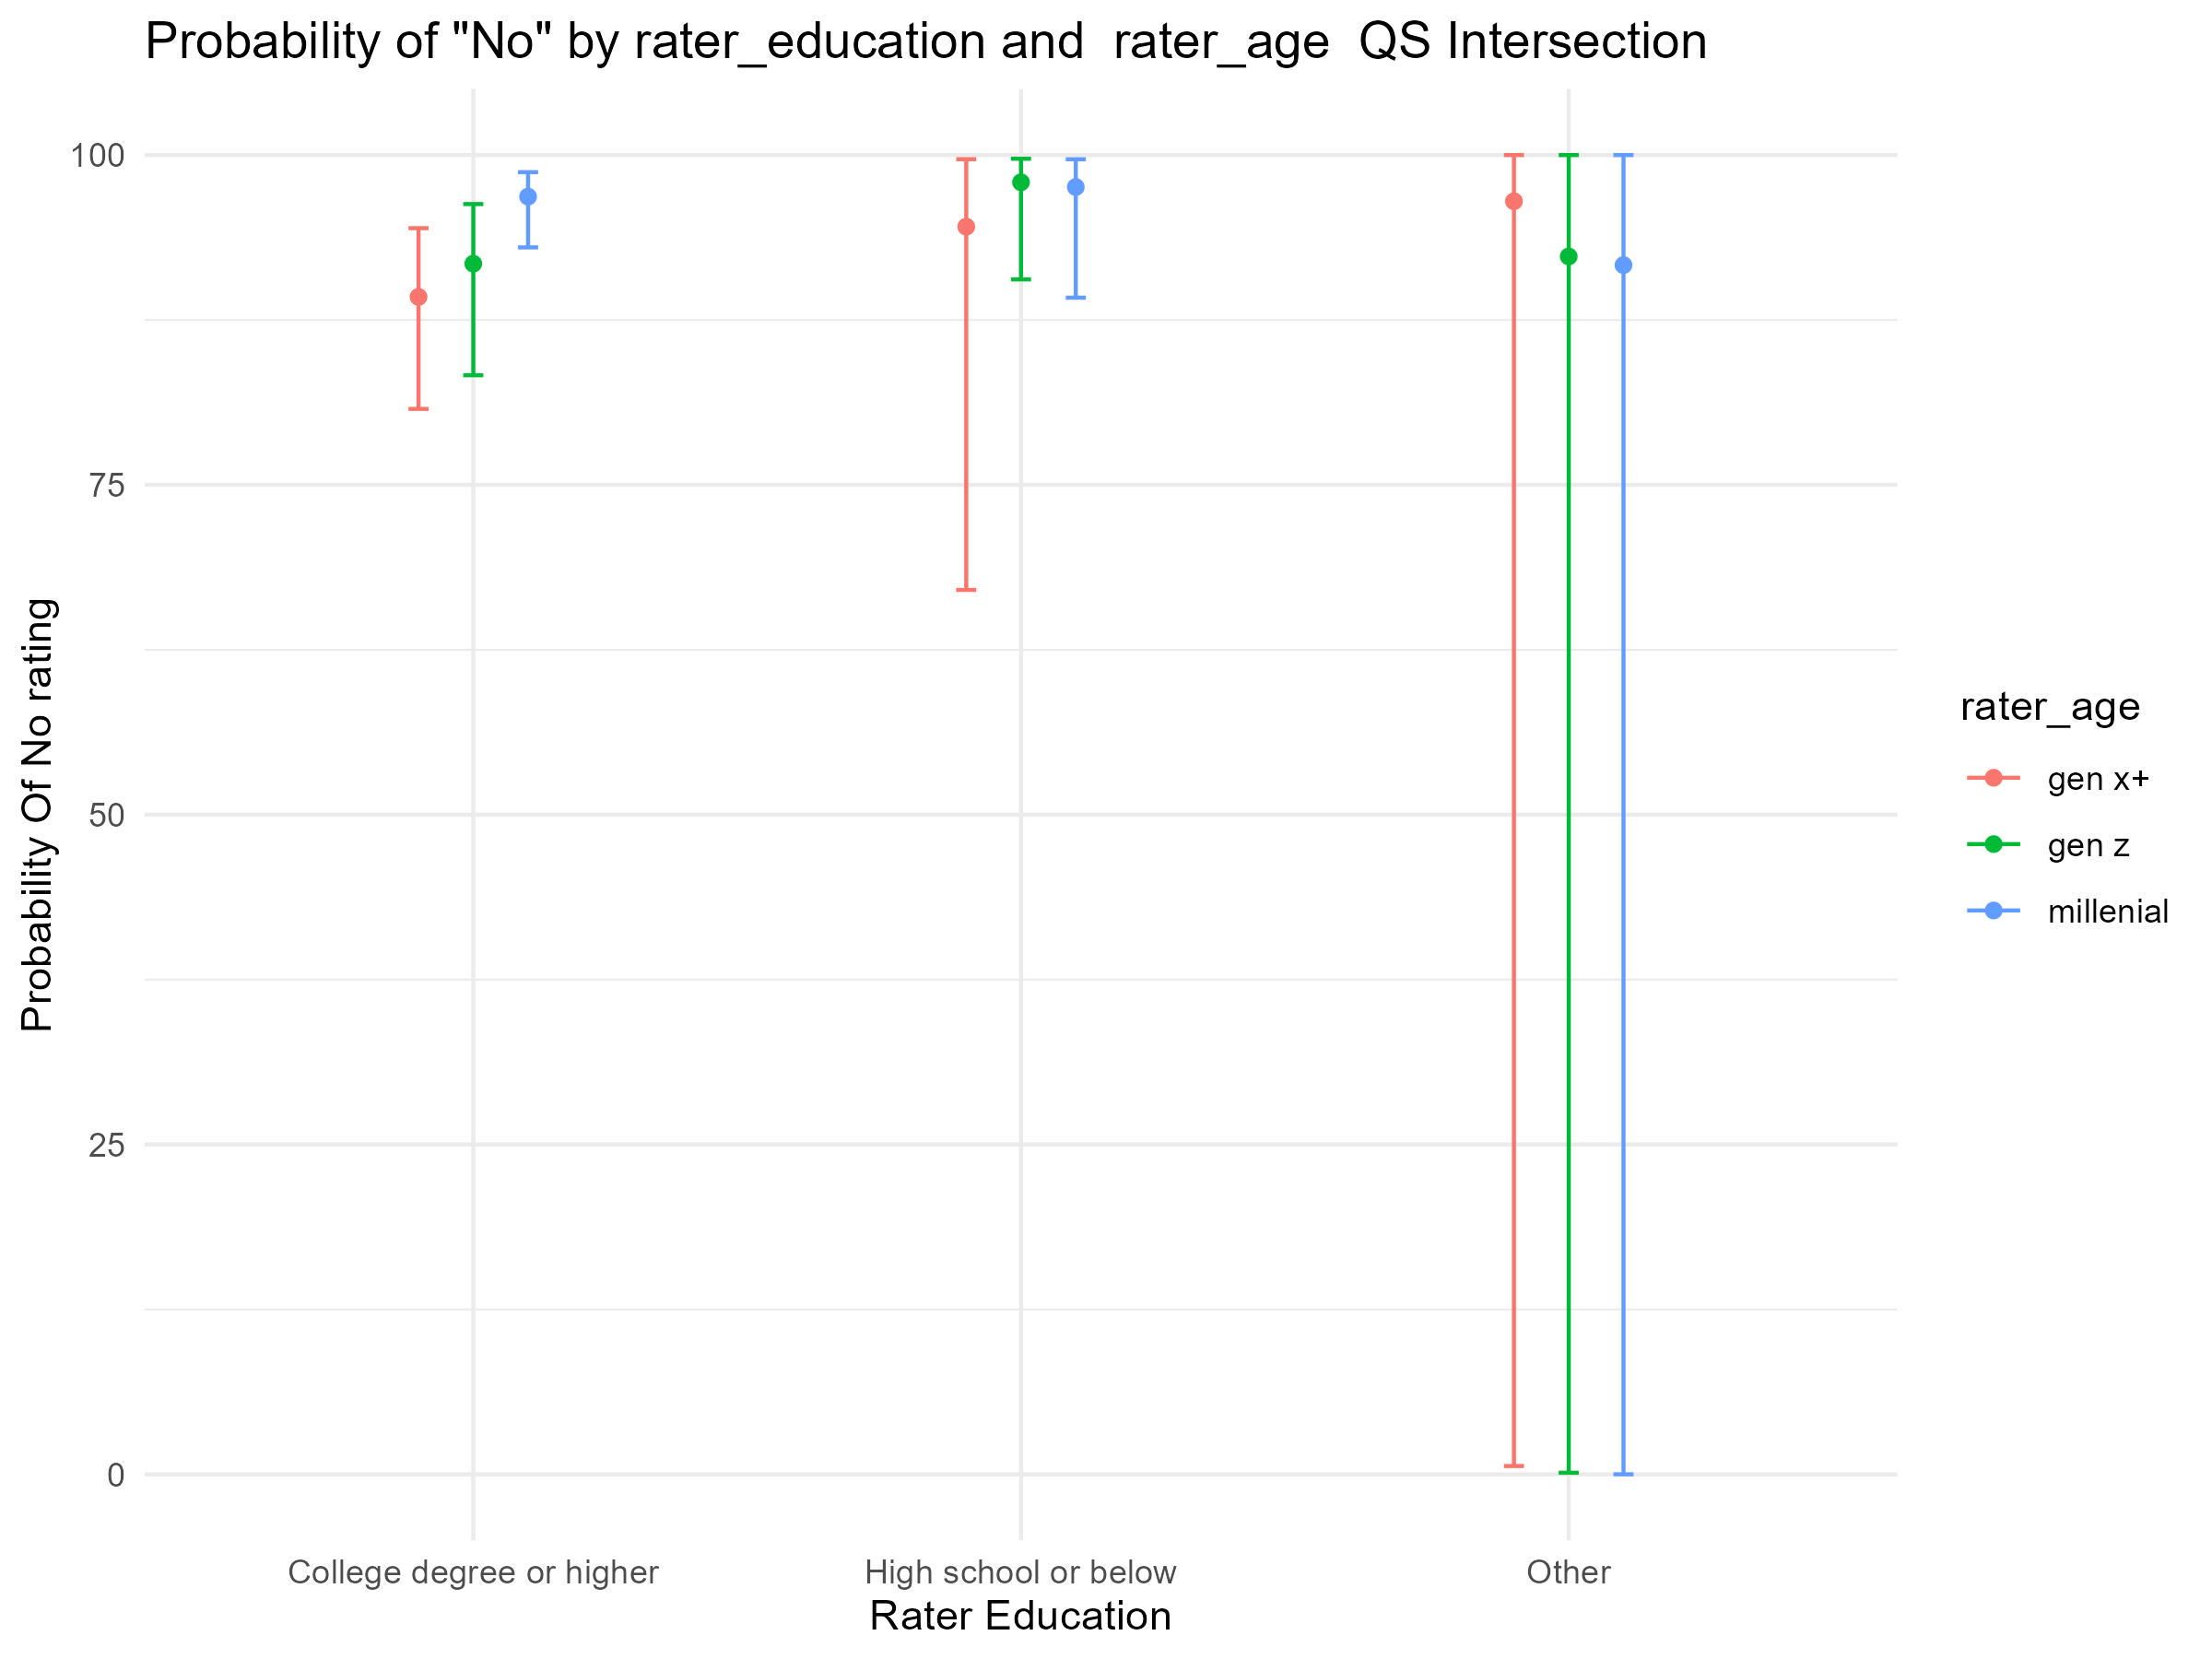 Probability of "No" by rater_education and  rater_age  QS Intersection
100
75
50
25
0
Probability Of No rating
College degree or higher
High school or below
Other
Rater Education
rater_age
gen x+
gen z
millenial